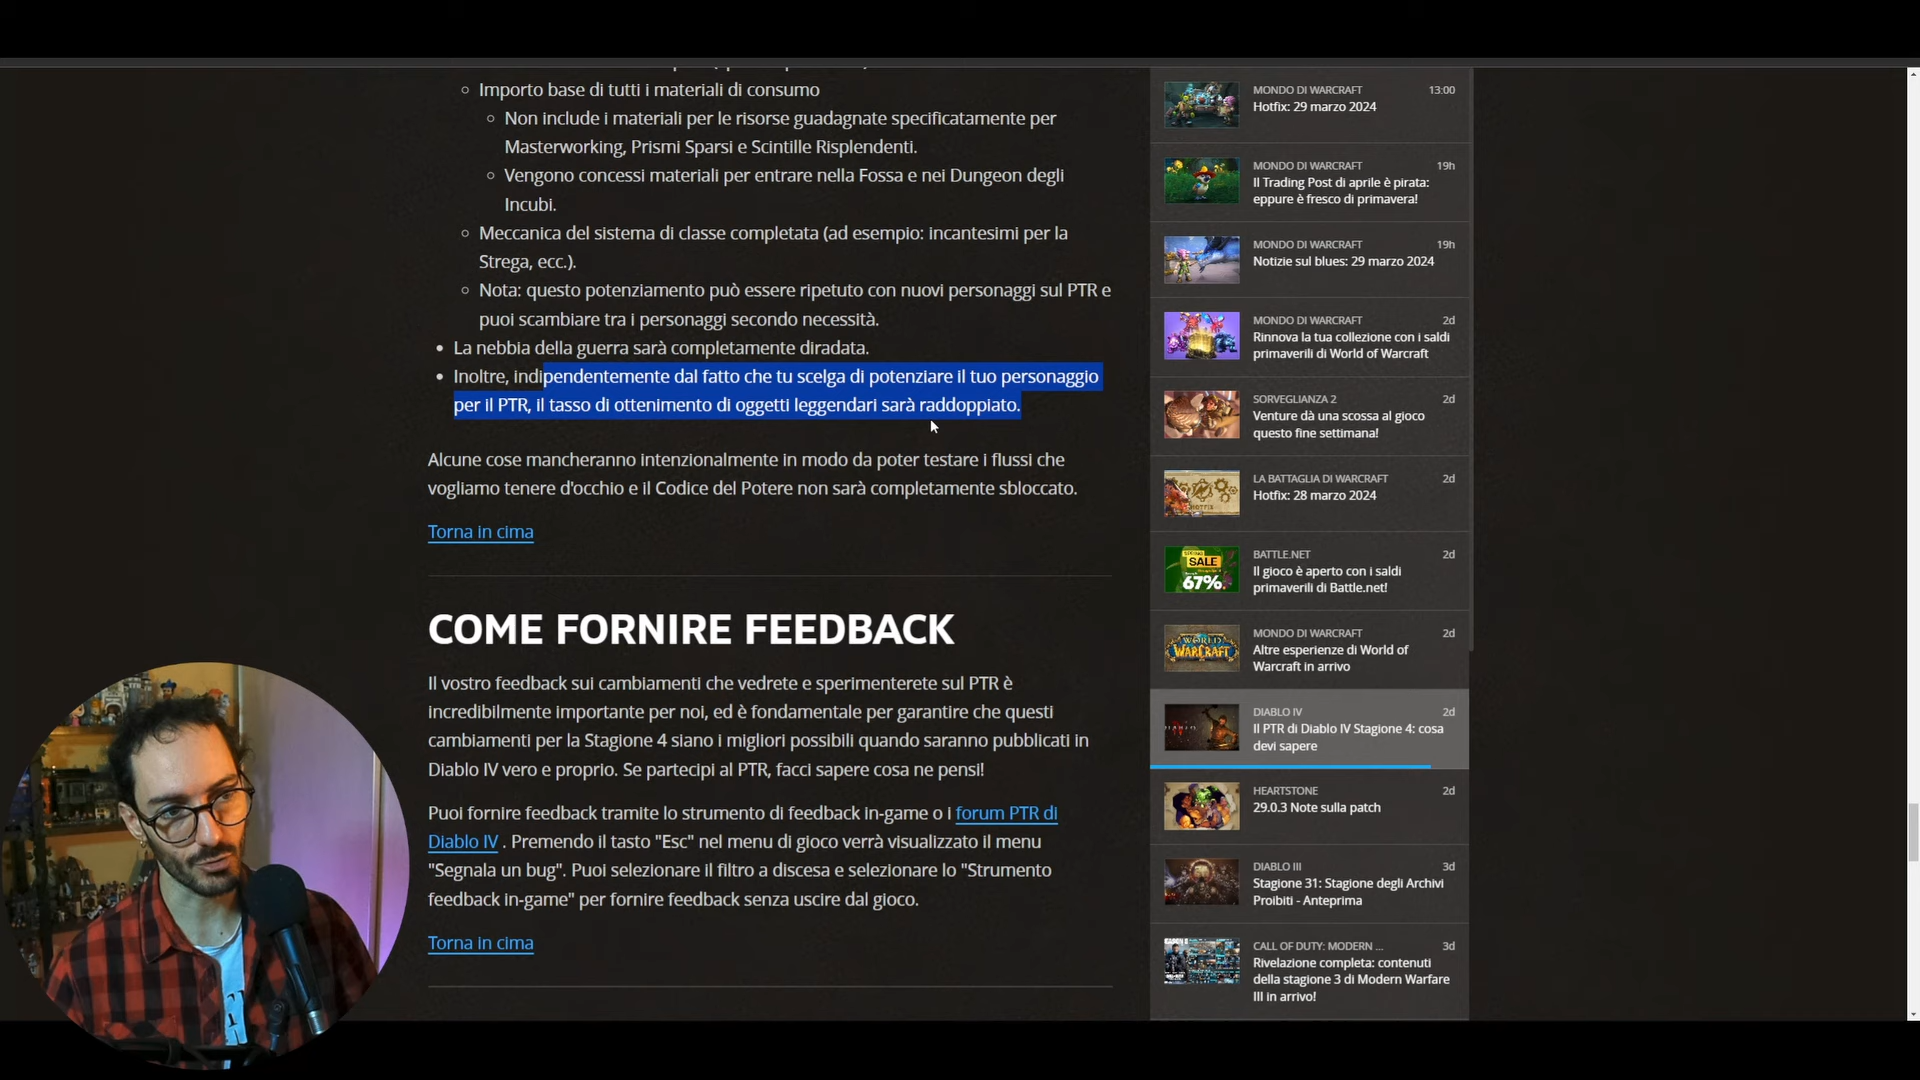 Importo base di tutti i materiali di consumo
Non include i materiali per le risorse guadagnate specificatamente per
Masterworking, Prismi Sparsi e Scintille Risplendenti.
Vengono concessi materiali per entrare nella Fossa e nei Dungeon degli
Incubi.
Meccanica del sistema di classe completata (ad esempio: incantesimi per la
Strega, ecc.).
Nota: questo potenziamento può essere ripetuto con nuovi personaggi sul PTR e
puoi scambiare tra i personaggi secondo necessità.
La nebbia della guerra sarà completamente diradata.
Inoltre, indipendentemente dal fatto che tu scelga di potenziare il tuo personaggio
per il PTR, il tasso di ottenimento di oggetti leggendari sarà raddoppiato.
Alcune cose mancheranno intenzionalmente in modo da poter testare i flussi che
vogliamo tenere d'occhio e il Codice del Potere non sarà completamente sbloccato.
Torna in cima
COME FORNIRE FEEDBACK
Il vostro feedback sui cambiamenti che vedrete e sperimenterete sul PTR è
incredibilmente importante per noi, ed è fondamentale per garantire che questi
cambiamenti per la Stagione 4 siano i migliori possibili quando saranno pubblicati in
Diablo IV vero e proprio. Se partecipi al PTR, facci sapere cosa ne pensi!
Puoi fornire feedback tramite lo strumento di feedback in-game o i forum PTR di
Diablo IV . Premendo il tasto "Esc" nel menu di gioco verrà visualizzato il menu
"Segnala un bug". Puoi selezionare il filtro a discesa e selezionare lo "Strumento
feedback in-game" per fornire feedback senza uscire dal gioco.
Torna in cima
MONDO DI WARCRAFT 13:00
Hotfix: 29 marzo 2024
MONDO DI WARCRAFT 19h
Il Trading Post di aprile è pirata:
eppure è fresco di primavera!
MONDO DI WARCRAFT 19h
Notizie sul blues: 29 marzo 2024
MONDO DI WARCRAFT 2d
Rinnova la tua collezione con i saldi
primaverili di World of Warcraft
SORVEGLIANZA 2 2d
Venture dà una scossa al gioco
questo fine settimana!
LA BATTAGLIA DI WARCRAFT 2d
Hotfix: 28 marzo 2024
HOTFIX
BATTLE.NET 2d
Il gioco è aperto con i saldi
primaverili di Battle.net!
SALE
67%
MONDO DI WARCRAFT 2d
Altre esperienze di World of
Warcraft in arrivo
WORLD
WARCRAFT
DIABLO IV 2d
Il PTR di Diablo IV Stagione 4: cosa
devi sapere
HEARTSTONE 2d
29.0.3 Note sulla patch
DIABLO III 3d
Stagione 31: Stagione degli Archivi
Proibiti - Anteprima
CALL OF DUTY: MODERN ... 3d
Rivelazione completa: contenuti
della stagione 3 di Modern Warfare
III in arrivo!